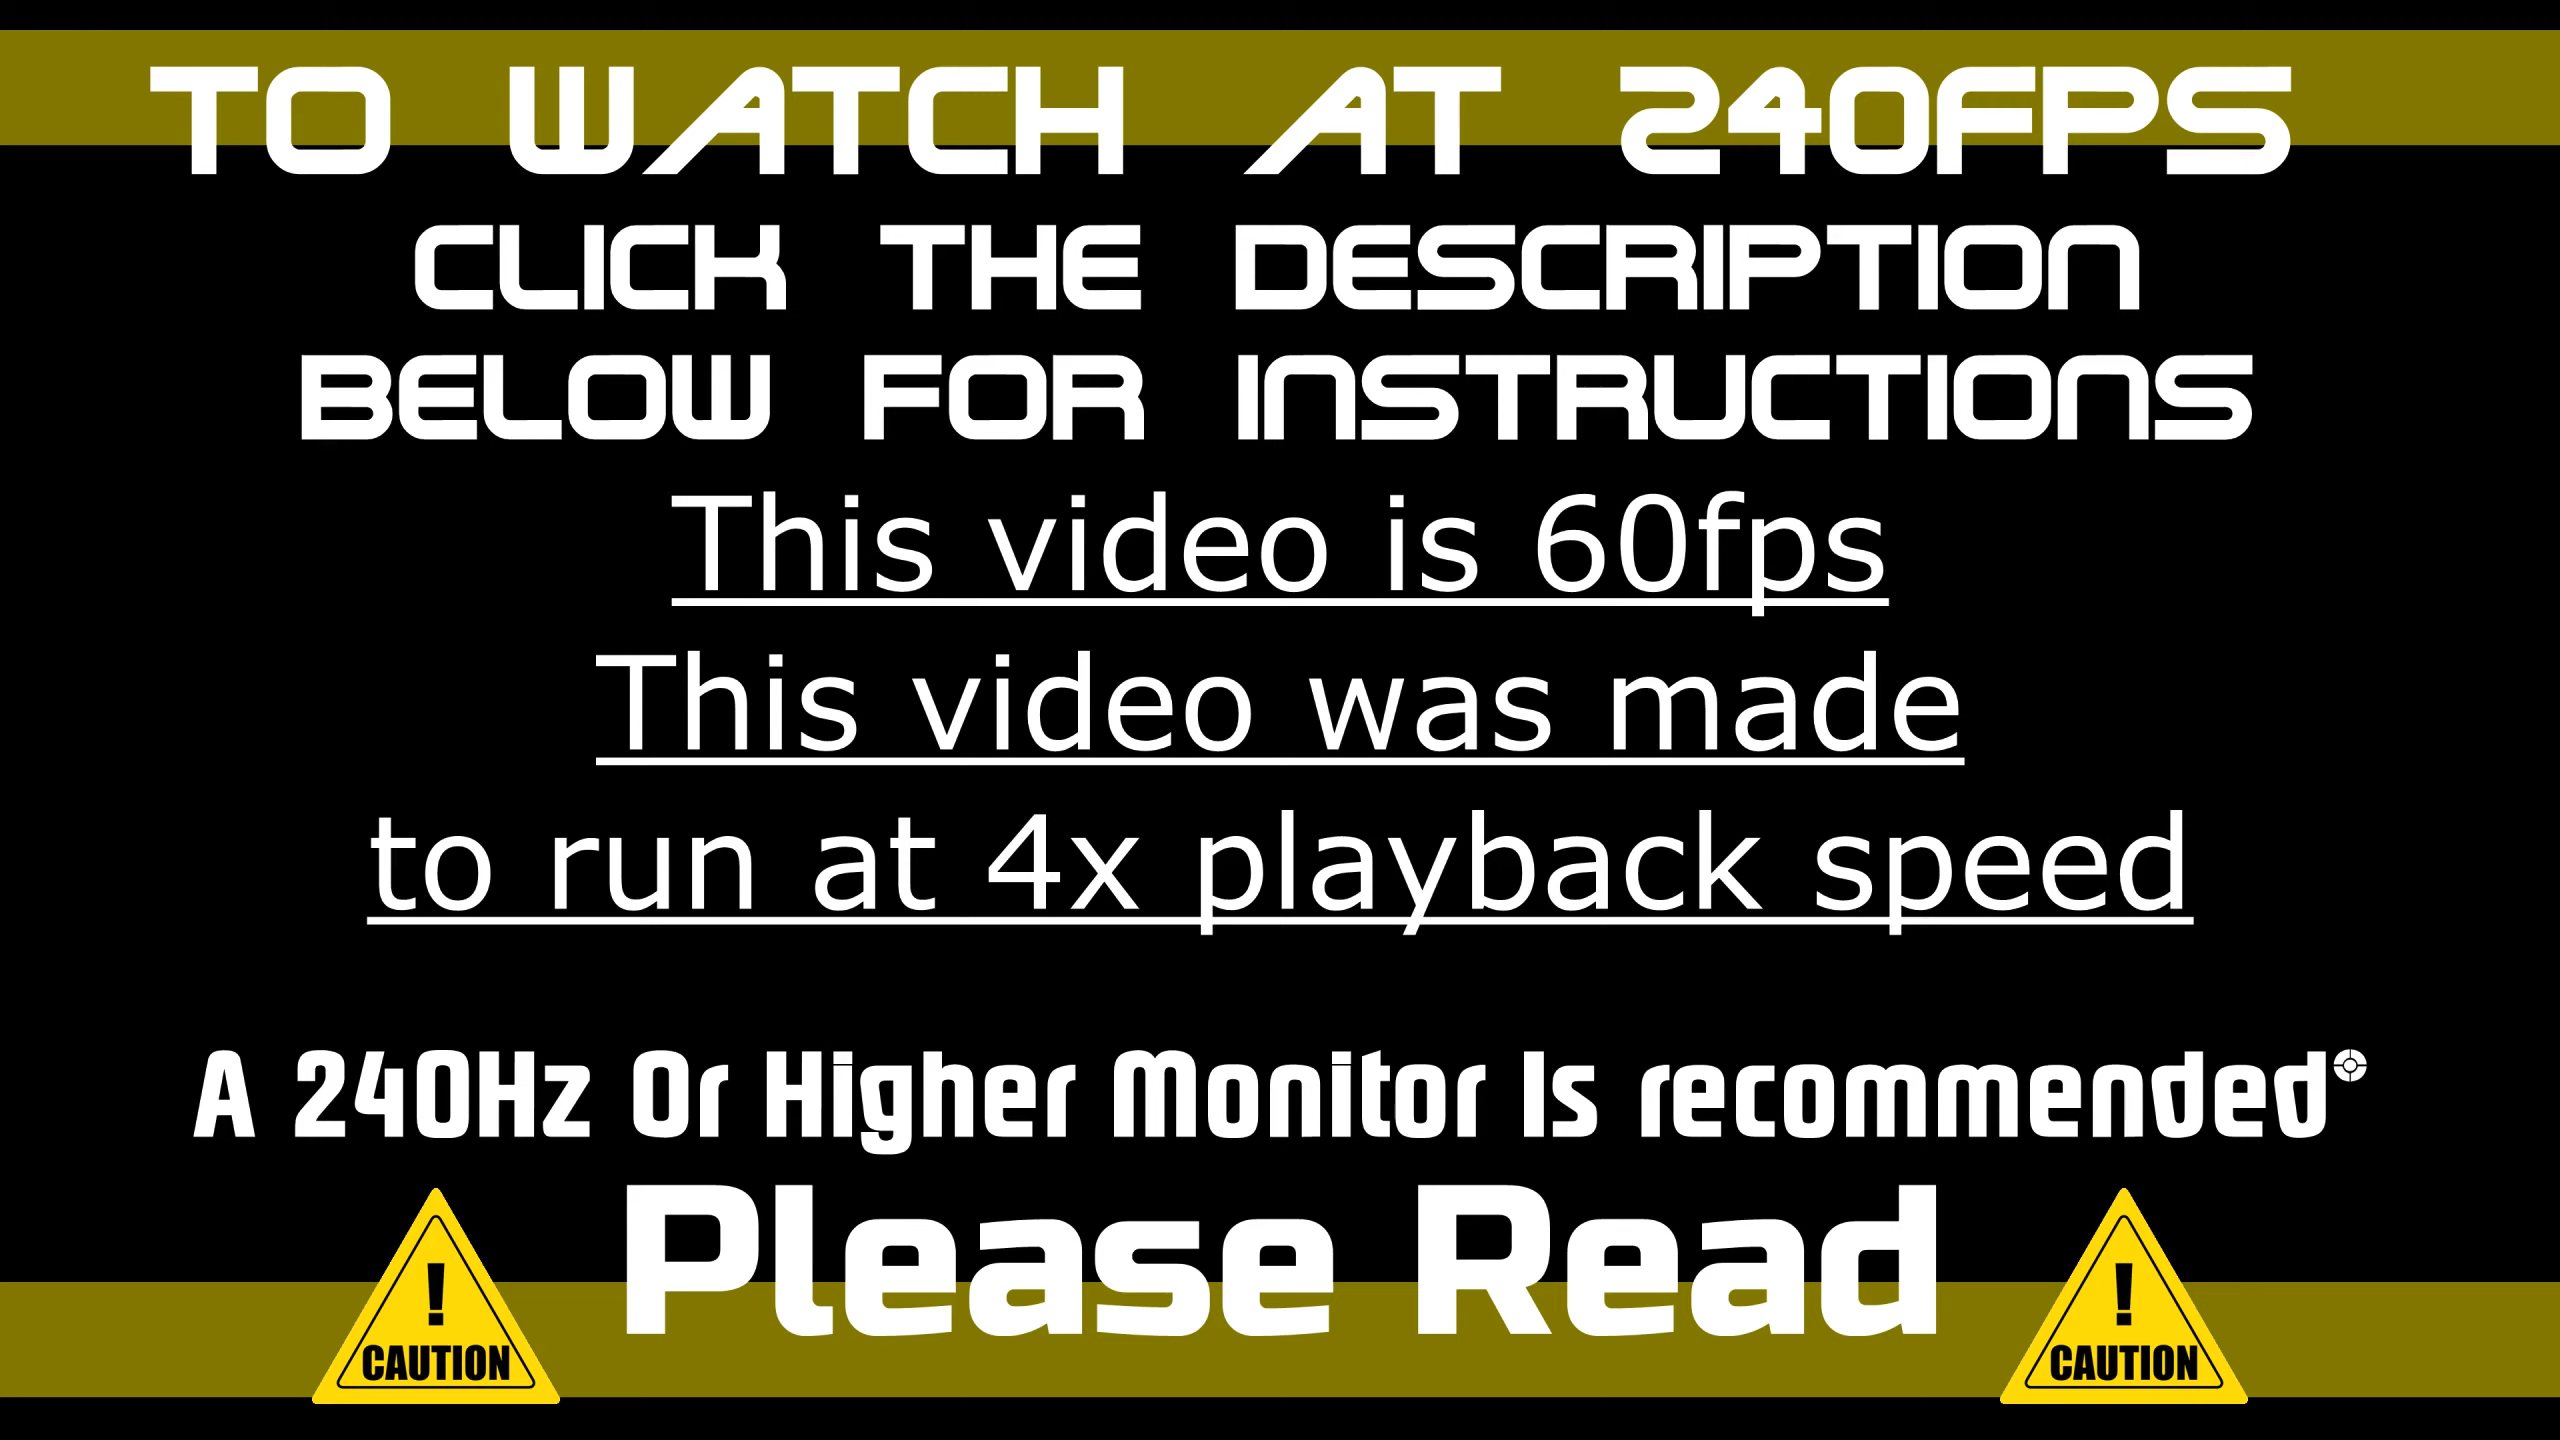 TO WATCH AT 240FPS
CLICK THE DESCRIPTION
BELOW FOR INSTRUCTIONS
This video is 60fps
This video was made
to run at 4x playback speed
A 240Hz Or Higher Monitor Is recommended
Please Read
! CAUTION
! CAUTION